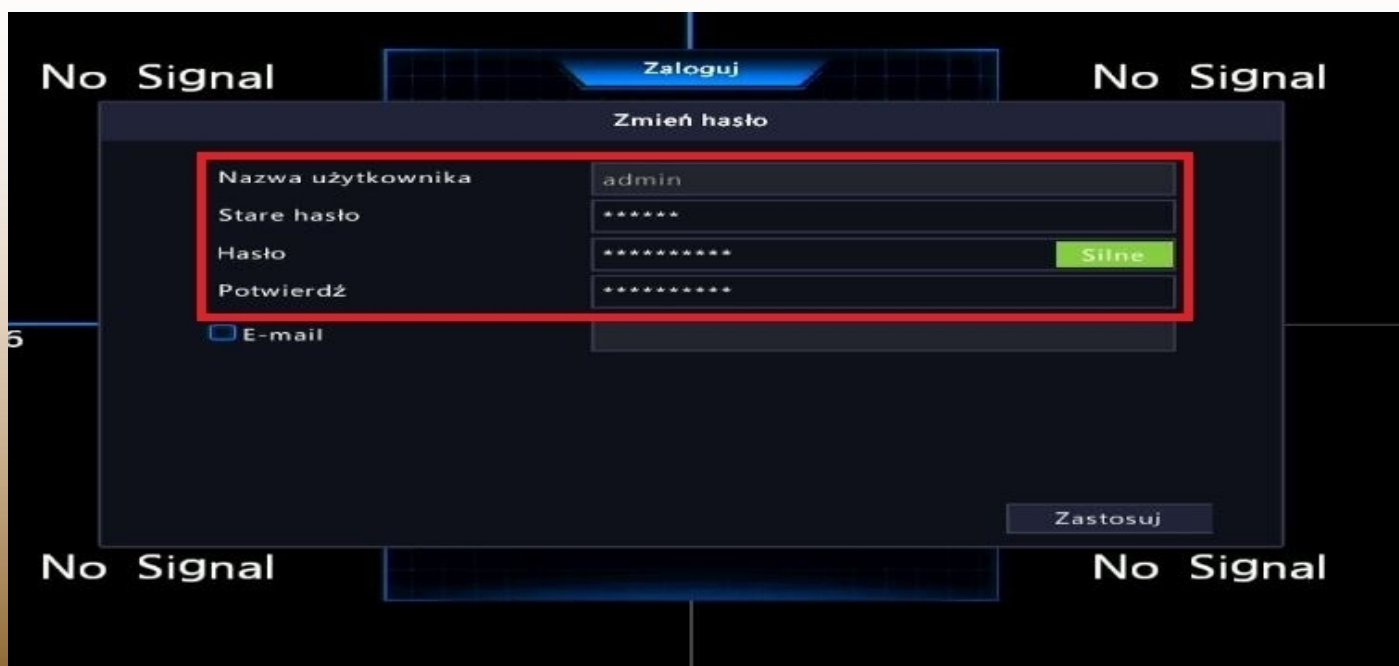 No Signal
Zaloguj
No Signal
Zmień hasło
Nazwa użytkownika
admin
Stare hasło
******
Hasło
**********
Silne
Potwierdź
**********
E-mail
6
Zastosuj
No Signal
No Signal